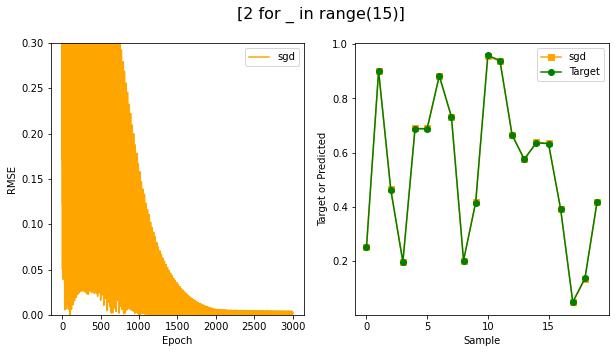 [2 for _ in range(15)]
0.30
0.25
0.20
0.15
0.10
0.05
0.00
RMSE
sgd
0
500
1000
1500
2000
2500
3000
Epoch
1.0
0.8
0.6
0.4
0.2
Target or Predicted
sgd
Target
0
5
10
15
Sample